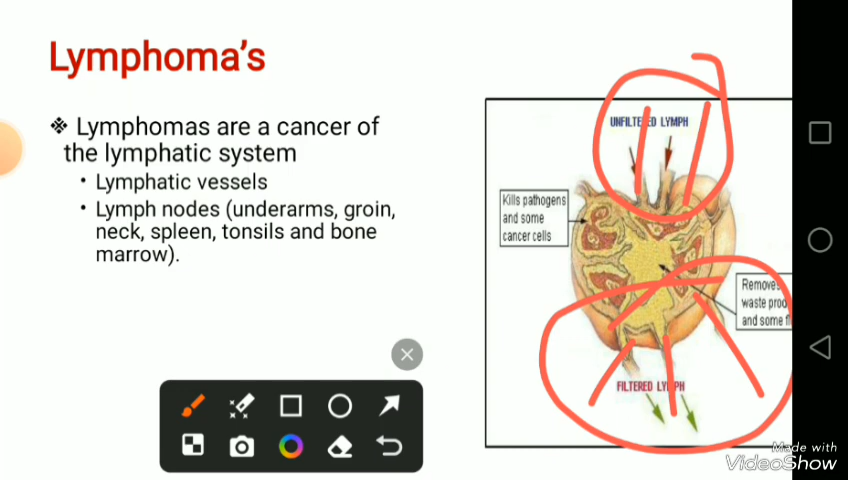 Lymphoma's
❖ Lymphomas are a cancer of
the lymphatic system
• Lymphatic vessels
• Lymph nodes (underarms, groin,
neck, spleen, tonsils and bone
marrow).
UNFILTERED LYMPH
Kills pathogens
and some
cancer cells
Removes
waste
and some
FILTERED LYMPH
Made with
VideoShow